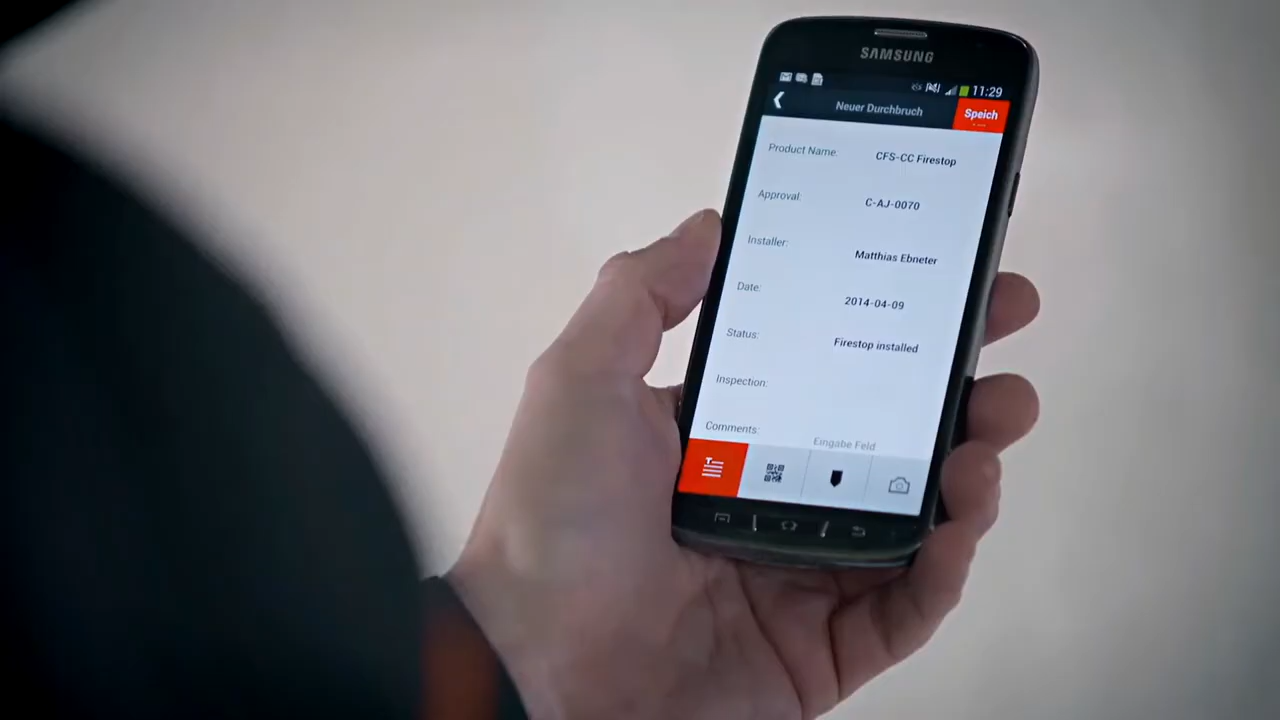 SAMSUNG
11:29
Neuer Durchbruch
Speich
Product Name:
CFS-CC Firestop
Approval:
C-AJ-0070
Installer:
Matthias Ebneter
Date:
2014-04-09
Status:
Firestop installed
Inspection:
Comments:
Eingabe Feld